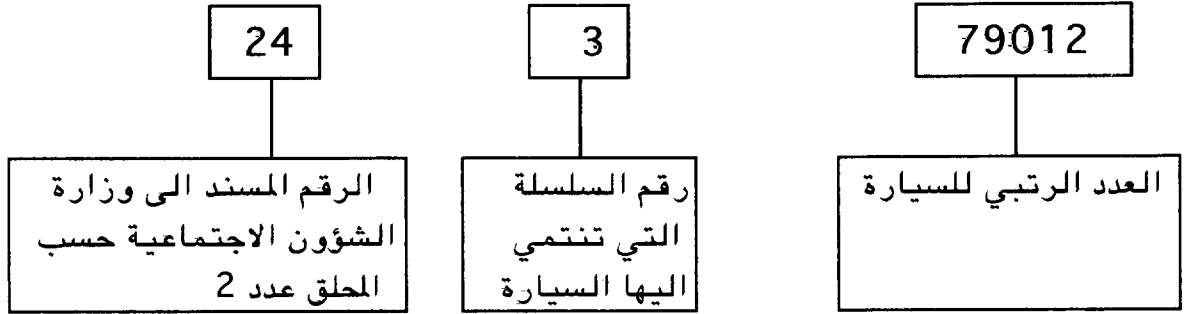 79012
3
24
العدد الرتبي للسيارة
رقم السلسلة
التي تنتمي
اليها السيارة
الرقم المسند الى وزارة
الشؤون الاجتماعية حسب
المحلق عدد 2